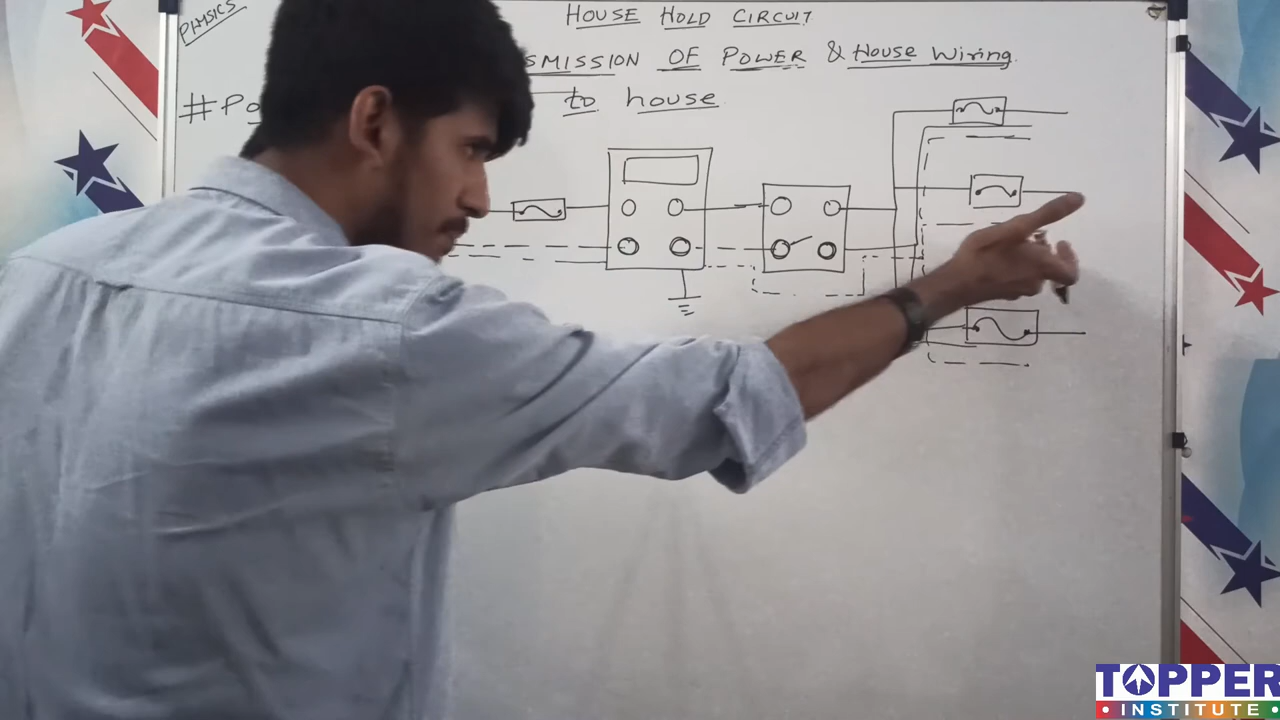 PHYSICS
HOUSE HOLD CIRCUIT
SMISSION OF POWER & House Wiring
#Po to house
TOPPER
INSTITUTE